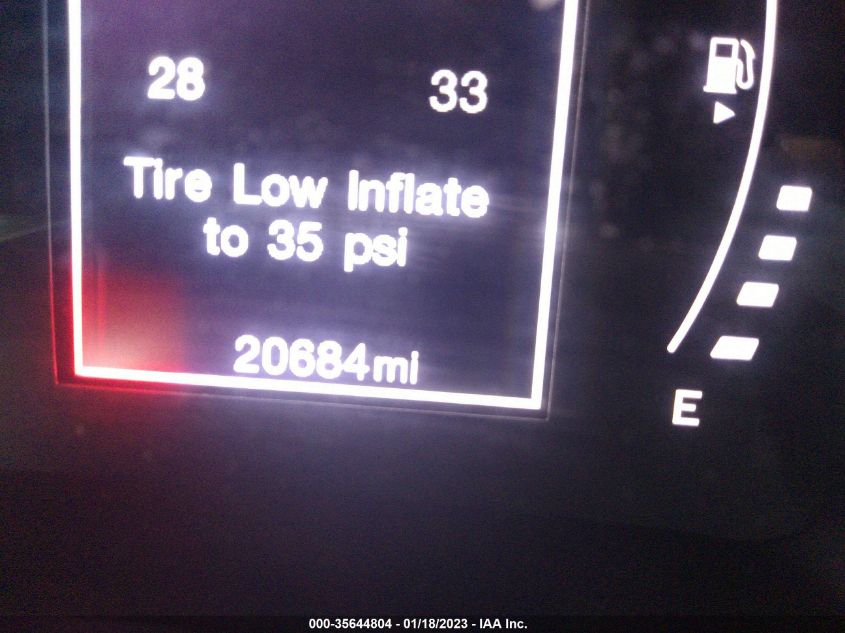 28 33
Tire Low Inflate
to 35 psi
20684mi
E
000-35644804 - 01/18/2023 - IAA Inc.